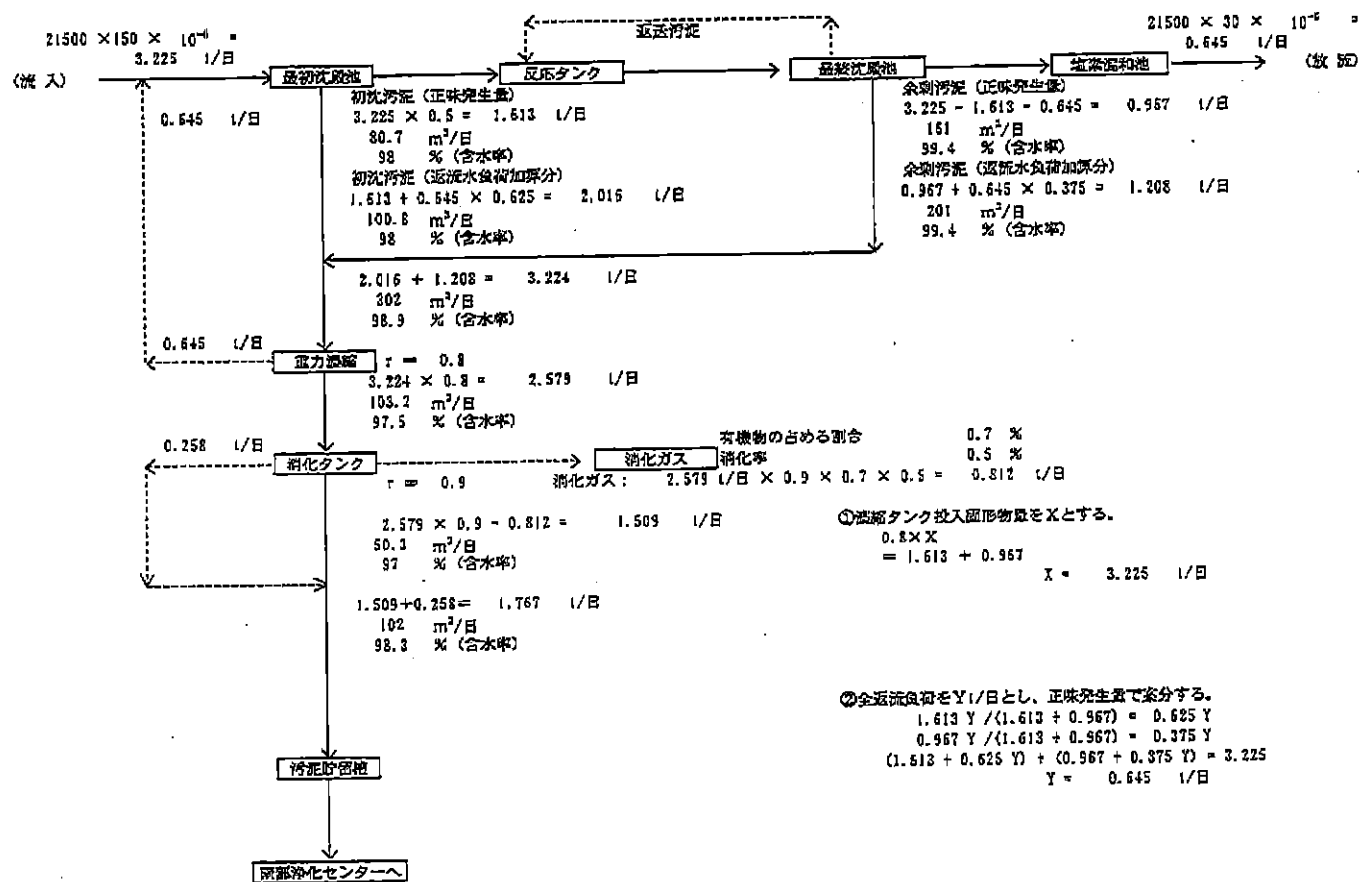 21500 ×150 × 10⁻⁶ =
3.225 t/日
(流 入)
最初沈殿池
反応タンク
返送汚泥
最終沈殿池
塩素混和池
21500 × 30 × 10⁻⁶ =
0.645 t/日
(放 流)
0.645 t/日
初沈汚泥 (正味発生量)
3.225 × 0.5 = 1.613 t/日
80.7 m³/日
98 % (含水率)
初沈汚泥 (返流水負荷加算分)
1.613 + 0.645 × 0.625 = 2.016 t/日
100.8 m³/日
98 % (含水率)
余剰汚泥 (正味発生量)
3.225 - 1.613 - 0.645 = 0.967 t/日
161 m³/日
99.4 % (含水率)
余剰汚泥 (返流水負荷加算分)
0.967 + 0.645 × 0.375 = 1.208 t/日
201 m³/日
99.4 % (含水率)
2.016 + 1.208 = 3.224 t/日
302 m³/日
98.9 % (含水率)
0.645 t/日
重力濃縮
r = 0.8
3.224 × 0.8 = 2.579 t/日
103.2 m³/日
97.5 % (含水率)
0.258 t/日
消化タンク
r = 0.9
消化ガス
有機物の占める割合 0.7 %
消化率 0.5 %
消化ガス: 2.579 t/日 × 0.9 × 0.7 × 0.5 = 0.812 t/日
2.579 × 0.9 - 0.812 = 1.509 t/日
50.3 m³/日
97 % (含水率)
1.509+0.258= 1.767 t/日
102 m³/日
98.3 % (含水率)
①濃縮タンク投入固形物量をXとする。
0.8×X
= 1.613 + 0.967
X = 3.225 t/日
②全返流負荷をYt/日とし、正味発生量で案分する。
1.613 Y /(1.613 + 0.967) = 0.625 Y
0.967 Y /(1.613 + 0.967) = 0.375 Y
(1.613 + 0.625 Y) + (0.967 + 0.375 Y) = 3.225
Y = 0.645 t/日
汚泥貯留槽
南部浄化センターへ